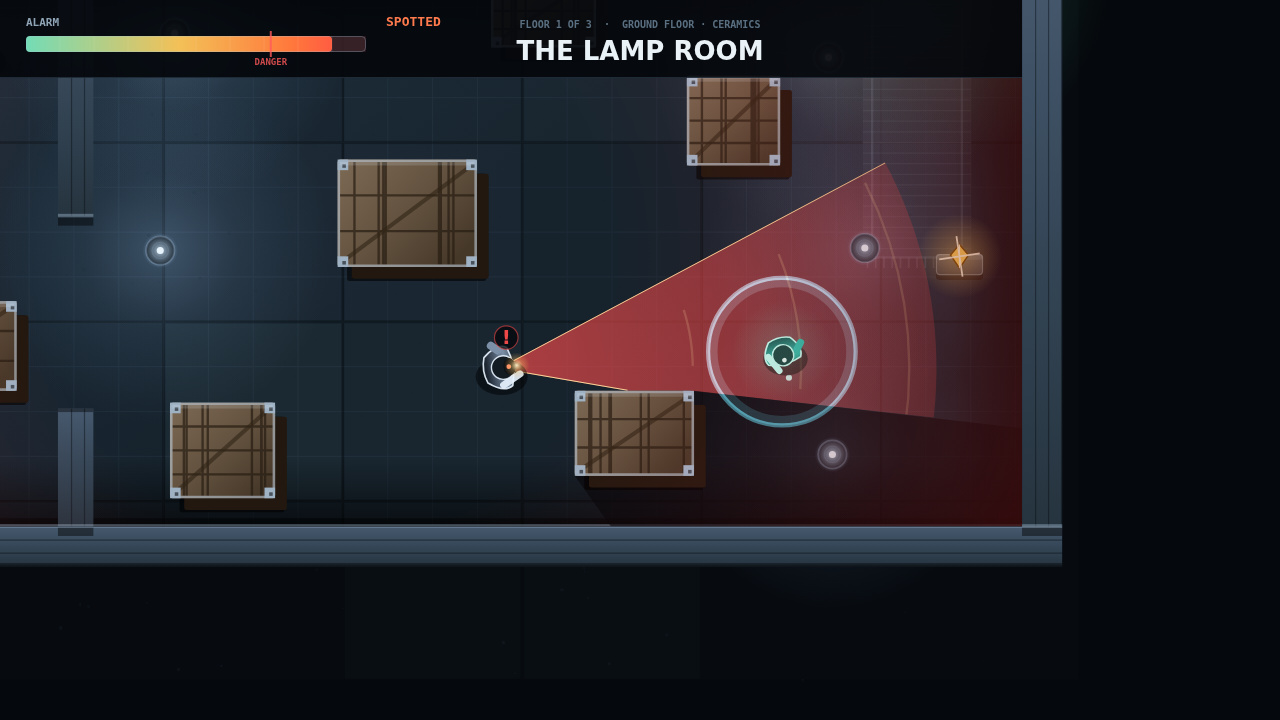 ALARM
SPOTTED
DANGER
FLOOR 1 OF 3 · GROUND FLOOR · CERAMICS
THE LAMP ROOM
!